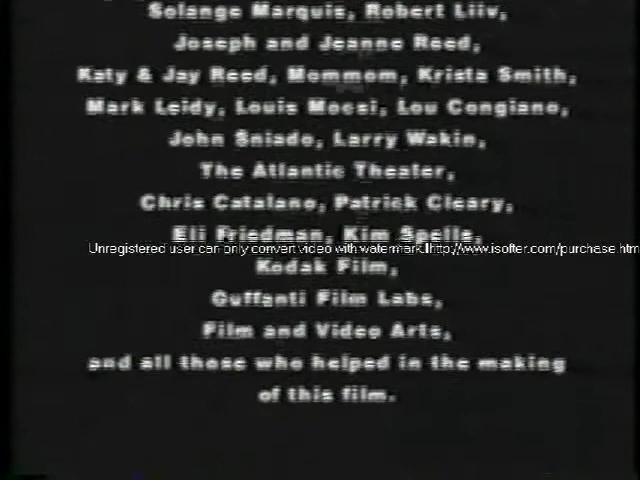 Solange Marquis, Robert Liiv,
Joseph and Jeanne Reed,
Katy & Jay Reed, Mommom, Krista Smith,
Mark Leidy, Louis Mocsi, Lou Congiano,
John Sniado, Larry Wakin,
The Atlantic Theater,
Chris Catalano, Patrick Cleary,
Eli Friedman, Kim Spells,
Unregistered user can only convert video with watermark.http://www.isofter.com/purchase.htm
Kodak Film,
Guffanti Film Labs,
Film and Video Arts,
and all those who helped in the making
of this film.